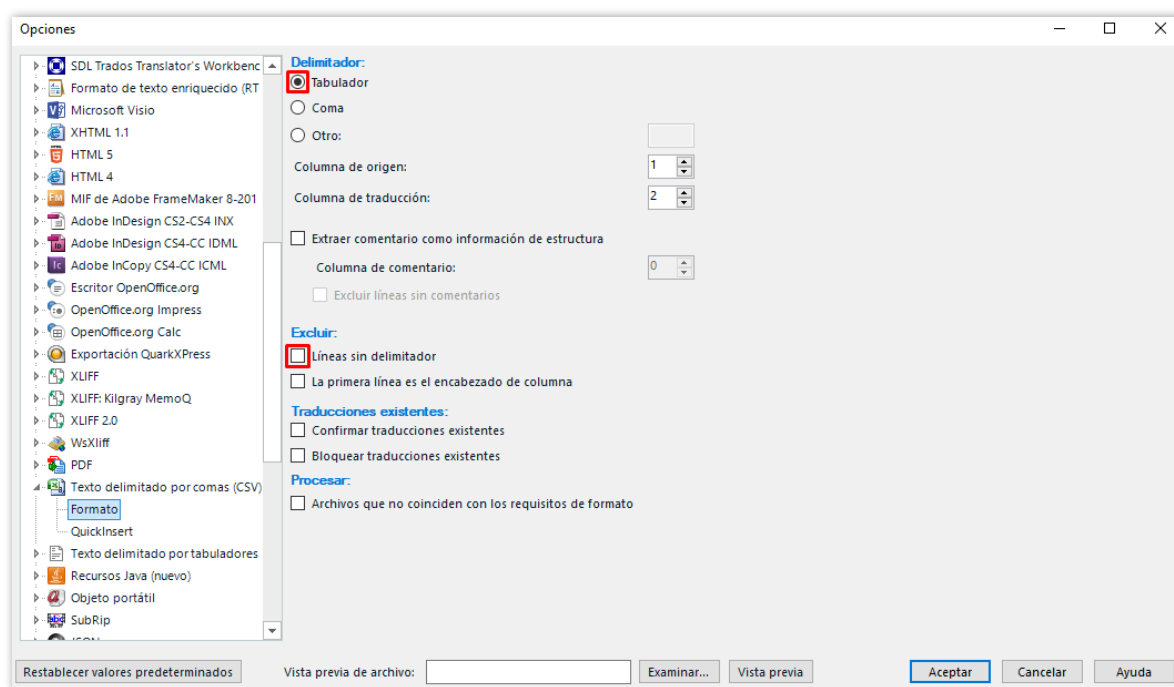 Opciones
SDL Trados Translator's Workbenc
Formato de texto enriquecido (RT
Microsoft Visio
XHTML 1.1
HTML 5
HTML 4
MIF de Adobe FrameMaker 8-201
Adobe InDesign CS2-CS4 INX
Adobe InDesign CS4-CC IDML
Adobe InCopy CS4-CC ICML
Escritor OpenOffice.org
OpenOffice.org Impress
OpenOffice.org Calc
Exportación QuarkXPress
XLIFF
XLIFF: Kilgray MemoQ
XLIFF 2.0
WsXliff
PDF
Texto delimitado por comas (CSV)
Formato
QuickInsert
Texto delimitado por tabuladores
Recursos Java (nuevo)
Objeto portátil
SubRip
Delimitador:
Tabulador
Coma
Otro:
Columna de origen: 1
Columna de traducción: 2
Extraer comentario como información de estructura
Columna de comentario: 0
Excluir líneas sin comentarios
Excluir:
Líneas sin delimitador
La primera línea es el encabezado de columna
Traducciones existentes:
Confirmar traducciones existentes
Bloquear traducciones existentes
Procesar:
Archivos que no coinciden con los requisitos de formato
Restablecer valores predeterminados Vista previa de archivo: Examinar... Vista previa Aceptar Cancelar Ayuda